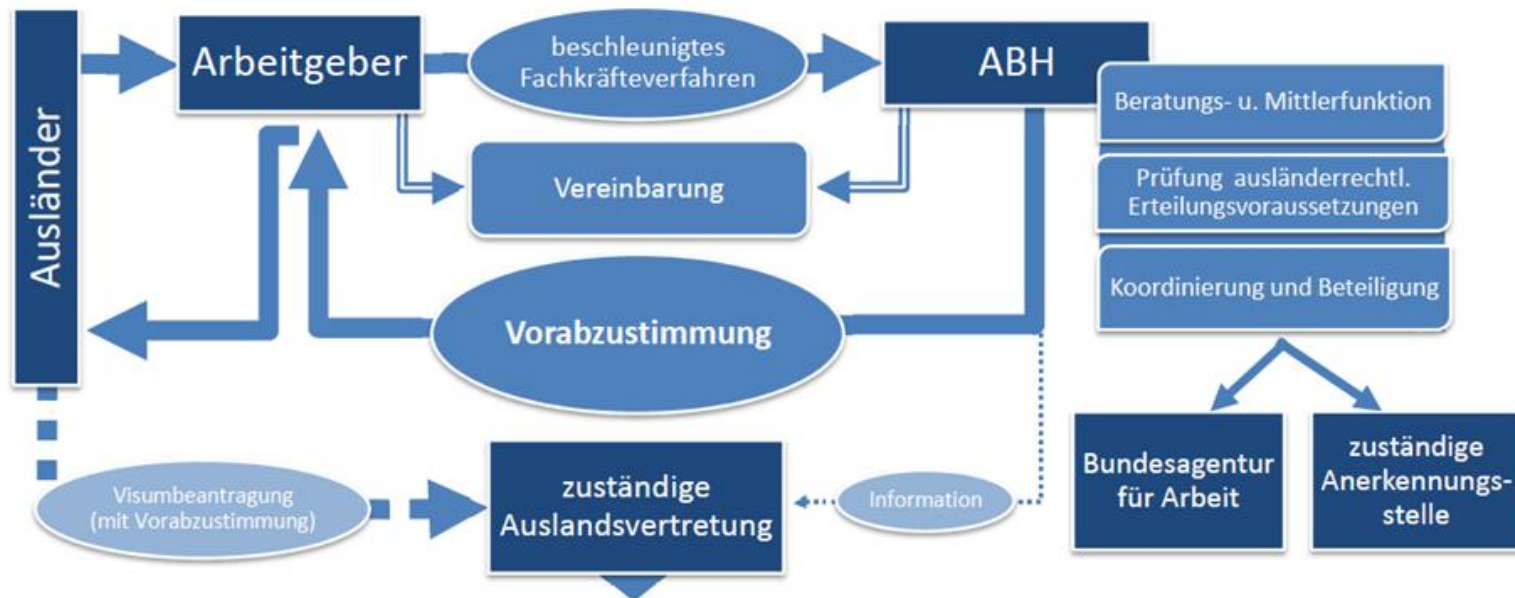 Ausländer
Arbeitgeber
beschleunigtes
Fachkräfteverfahren
ABH
Beratungs- u. Mittlerfunktion
Prüfung ausländerrechtl.
Erteilungsvoraussetzungen
Koordinierung und Beteiligung
Vereinbarung
Vorabzustimmung
Bundesagentur
für Arbeit
zuständige
Anerkennungs-
stelle
Visumbeantragung
(mit Vorabzustimmung)
zuständige
Auslandsvertretung
Information